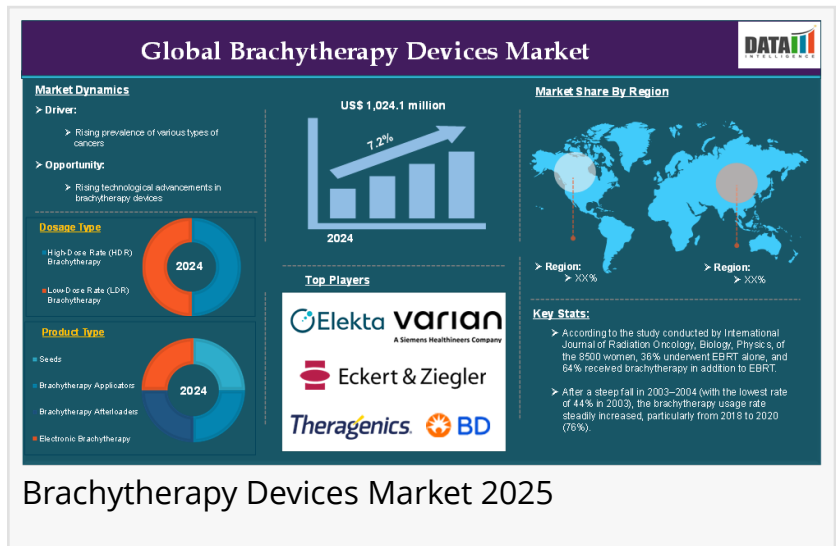 Global Brachytherapy Devices Market
DATAM
INTELLIGENCE
Market Dynamics
➢ Driver:
➢ Rising prevalence of various types of
cancers
➢ Opportunity:
➢ Rising technological advancements in
brachytherapy devices
Dosage Type
High-Dose Rate (HDR)
Brachytherapy
Low-Dose Rate (LDR)
Brachytherapy
2024
Product Type
Seeds
Brachytherapy Applicators
Brachytherapy Afterloaders
Electronic Brachytherapy
2024
US$ 1,024.1 million
7.2%
2024
Top Players
Elekta
varian
A Siemens Healthineers Company
Eckert & Ziegler
Theragenics.
BD
Market Share By Region
➢ Region:
➢ XX%
➢ Region:
➢ XX%
Key Stats:
➢ According to the study conducted by International
Journal of Radiation Oncology, Biology, Physics, of
the 8500 women, 36% underwent EBRT alone, and
64% received brachytherapy in addition to EBRT.
➢ After a steep fall in 2003–2004 (with the lowest rate
of 44% in 2003), the brachytherapy usage rate
steadily increased, particularly from 2018 to 2020
(76%).
Brachytherapy Devices Market 2025